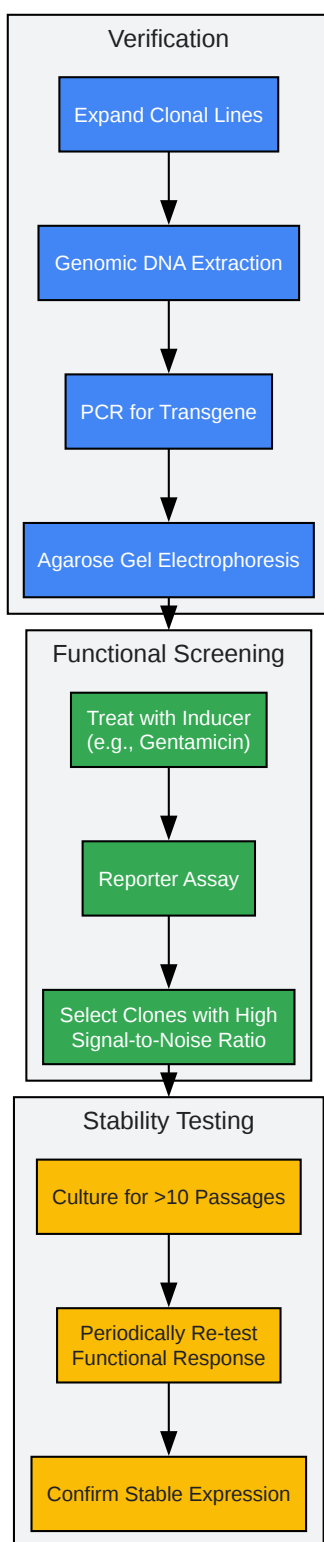 Verification
Expand Clonal Lines
Genomic DNA Extraction
PCR for Transgene
Agarose Gel Electrophoresis
Functional Screening
Treat with Inducer
(e.g., Gentamicin)
Reporter Assay
Select Clones with High
Signal-to-Noise Ratio
Stability Testing
Culture for >10 Passages
Periodically Re-test
Functional Response
Confirm Stable Expression